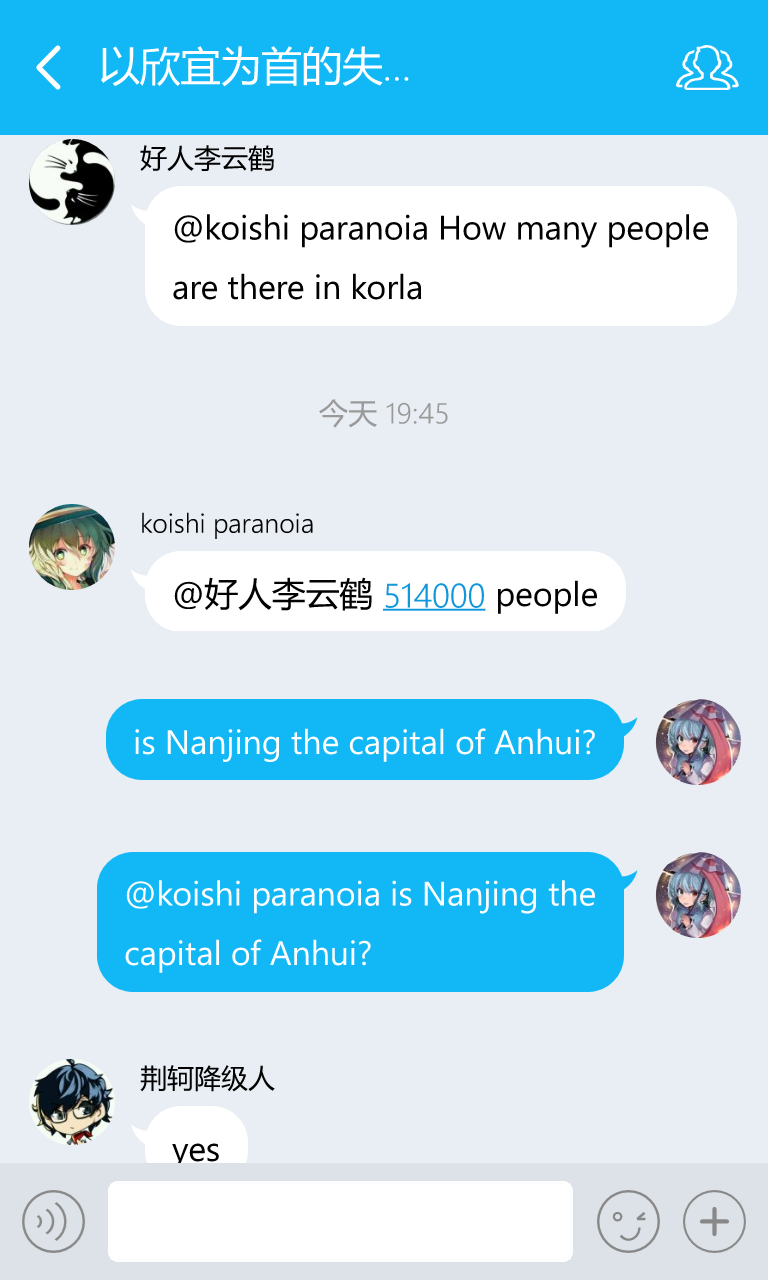 以欣宜为首的失...
好人李云鹤
@koishi paranoia How many people
are there in korla
今天 19:45
koishi paranoia
@好人李云鹤 514000 people
is Nanjing the capital of Anhui?
@koishi paranoia is Nanjing the
capital of Anhui?
荆轲降级人
yes